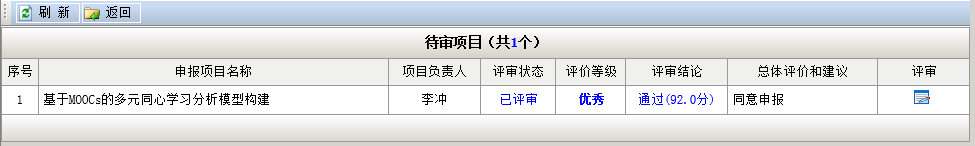 刷 新 返回
待审项目（共1个）
序号 申报项目名称 项目负责人 评审状态 评价等级 评审结论 总体评价和建议 评审
1 基于MOOCs的多元同心学习分析模型构建 李冲 已评审 优秀 通过(92.0分) 同意申报